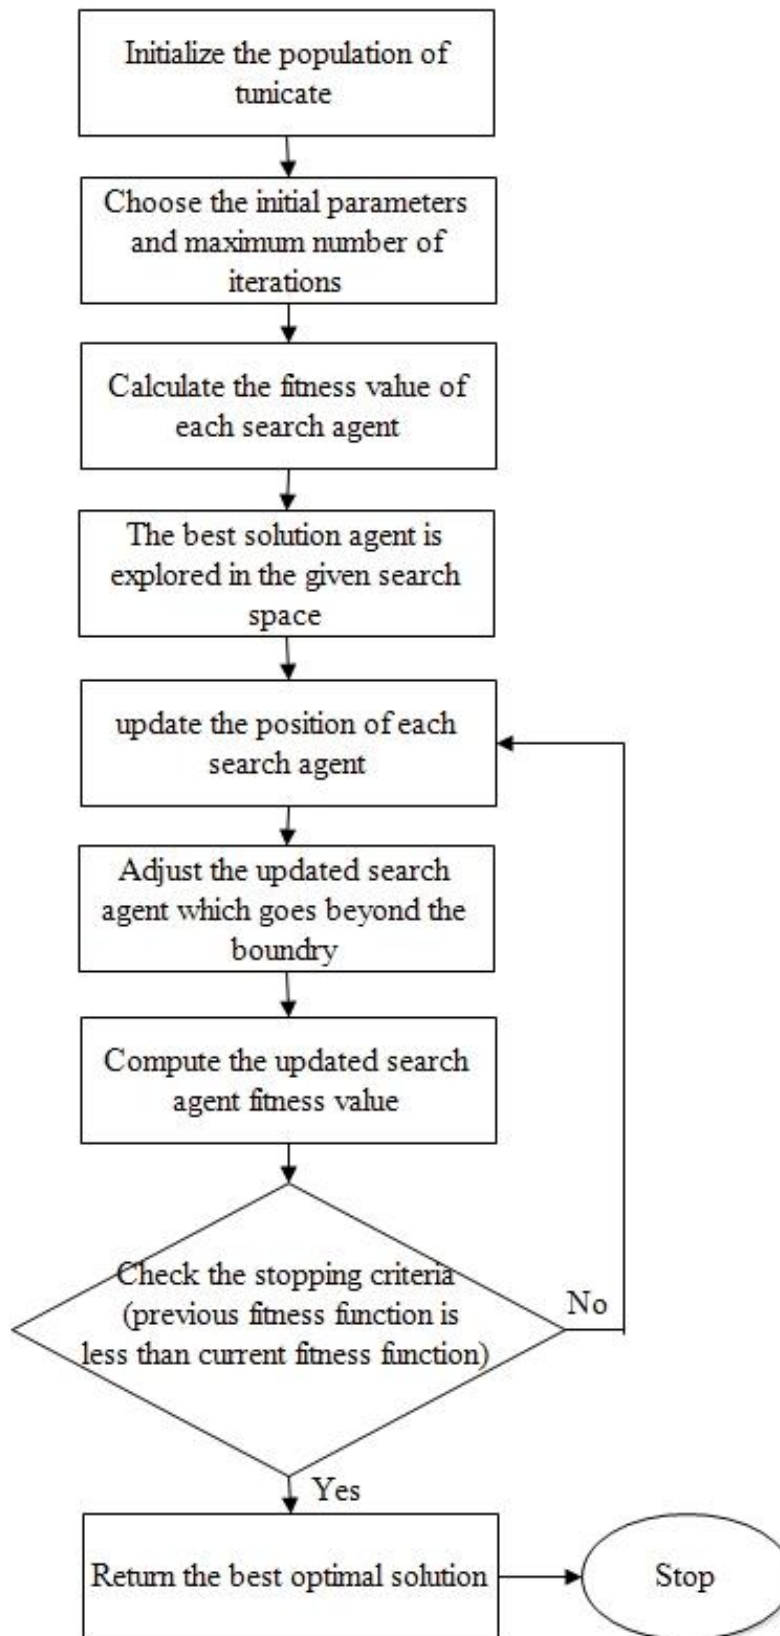 Initialize the population of
tunicate
Choose the initial parameters
and maximum number of
iterations
Calculate the fitness value of
each search agent
The best solution agent is
explored in the given search
space
update the position of each
search agent
Adjust the updated search
agent which goes beyond the
boundry
Compute the updated search
agent fitness value
Check the stopping criteria
(previous fitness function is
less than current fitness function)
No
Yes
Return the best optimal solution
Stop